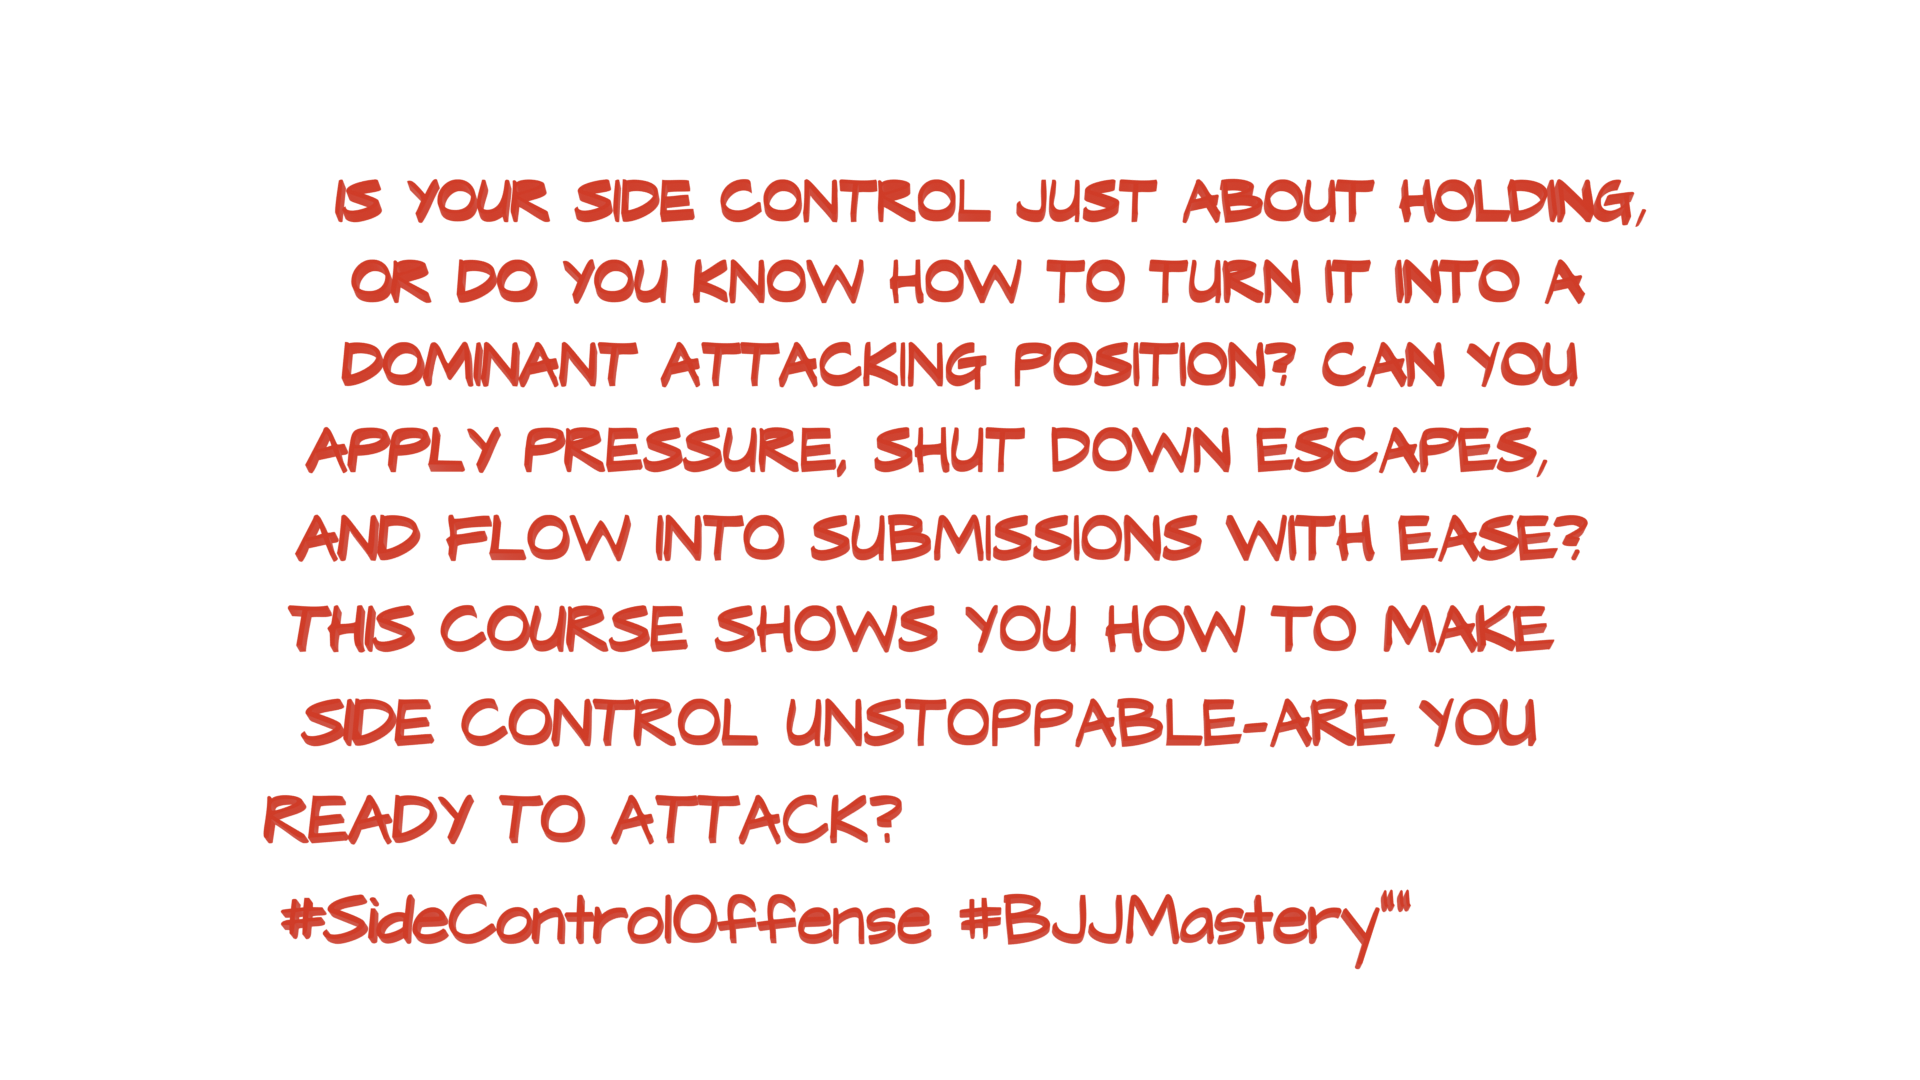 IS YOUR SIDE CONTROL JUST ABOUT HOLDING,
OR DO YOU KNOW HOW TO TURN IT INTO A
DOMINANT ATTACKING POSITION? CAN YOU
APPLY PRESSURE, SHUT DOWN ESCAPES,
AND FLOW INTO SUBMISSIONS WITH EASE?
THIS COURSE SHOWS YOU HOW TO MAKE
SIDE CONTROL UNSTOPPABLE-ARE YOU
READY TO ATTACK?
#SideControlOffense #BJJMastery""